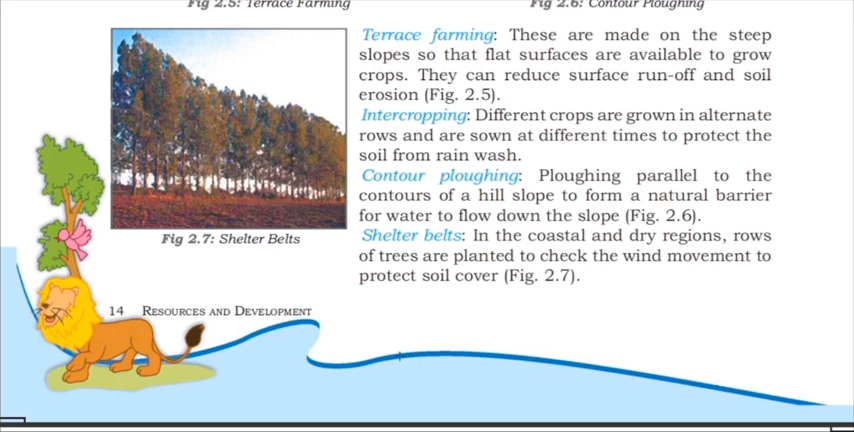 Fig 2.5: Terrace Farming
Fig 2.6: Contour Ploughing
Terrace farming: These are made on the steep
slopes so that flat surfaces are available to grow
crops. They can reduce surface run-off and soil
erosion (Fig. 2.5).
Intercropping: Different crops are grown in alternate
rows and are sown at different times to protect the
soil from rain wash.
Contour ploughing: Ploughing parallel to the
contours of a hill slope to form a natural barrier
for water to flow down the slope (Fig. 2.6).
Shelter belts: In the coastal and dry regions, rows
of trees are planted to check the wind movement to
protect soil cover (Fig. 2.7).
Fig 2.7: Shelter Belts
14 RESOURCES AND DEVELOPMENT